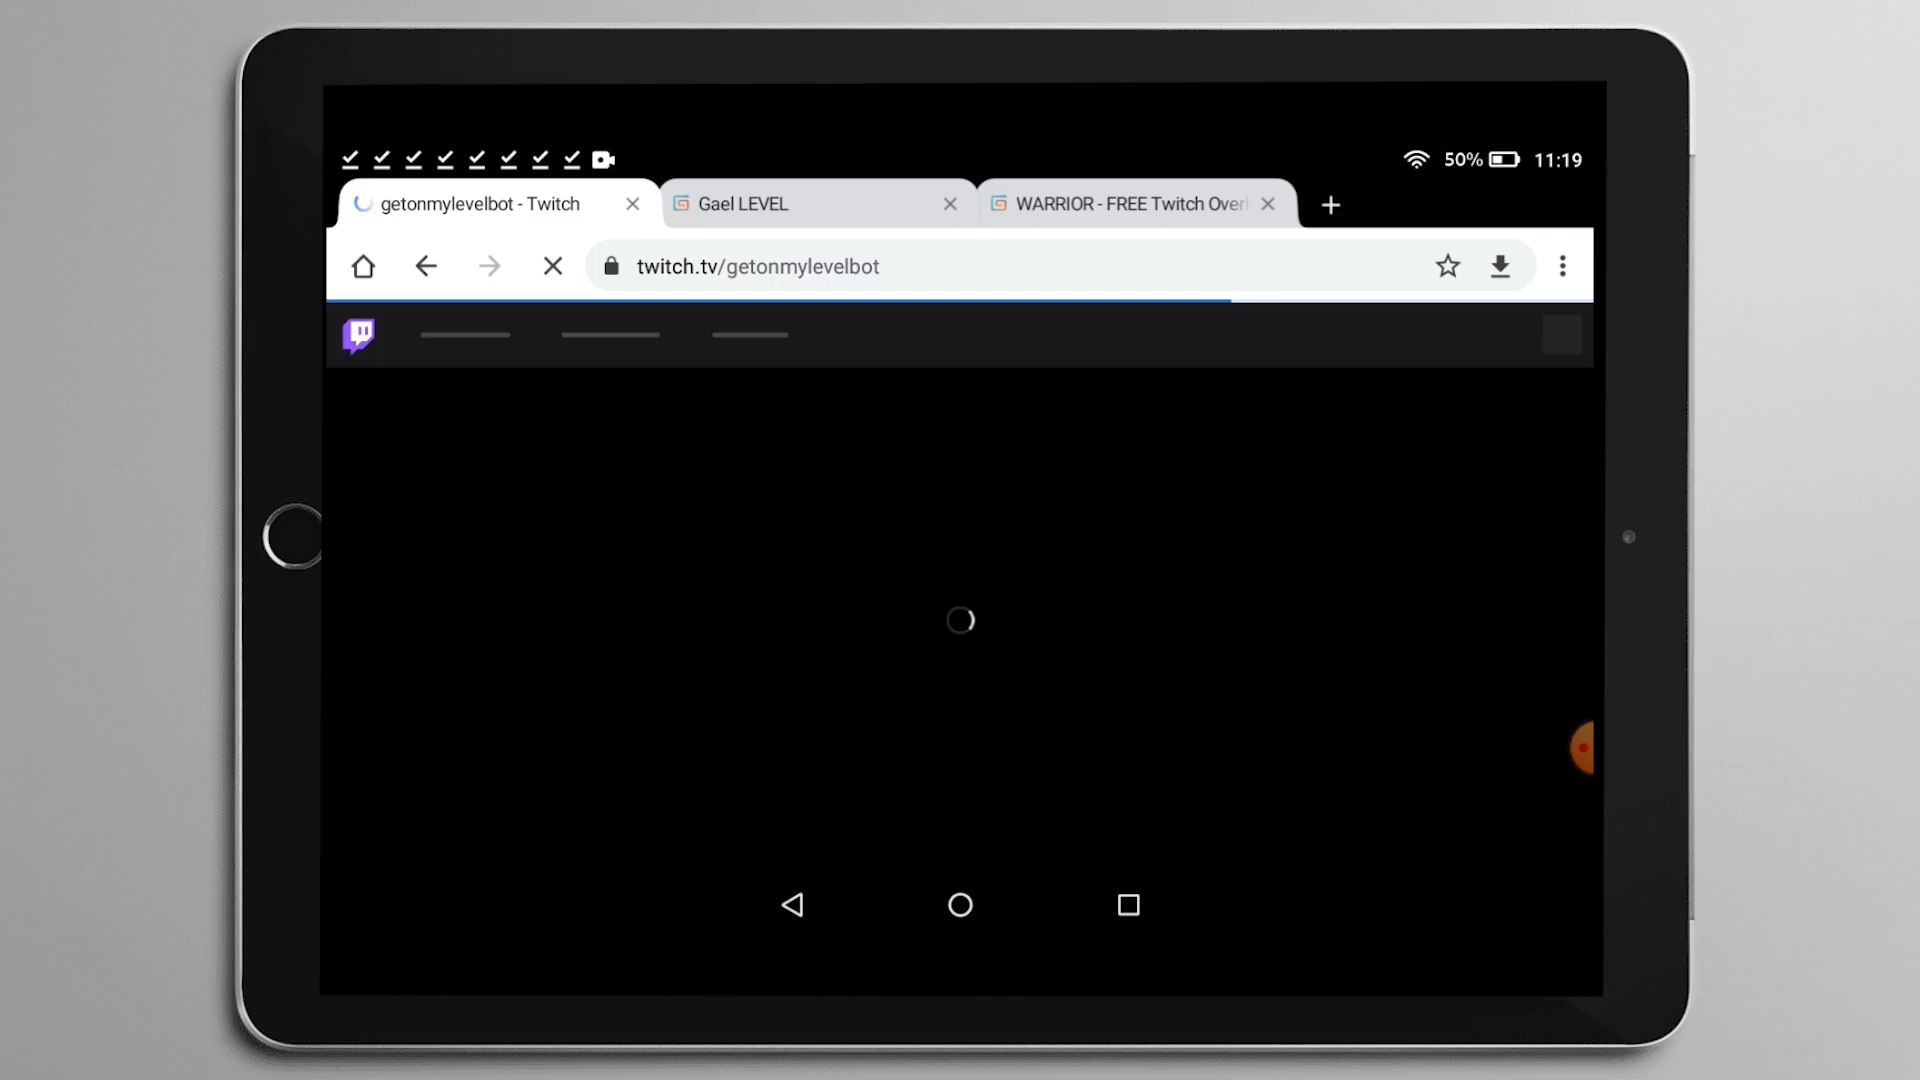 50% 11:19
getonmylevelbot - Twitch
Gael LEVEL
WARRIOR - FREE Twitch Over
twitch.tv/getonmylevelbot